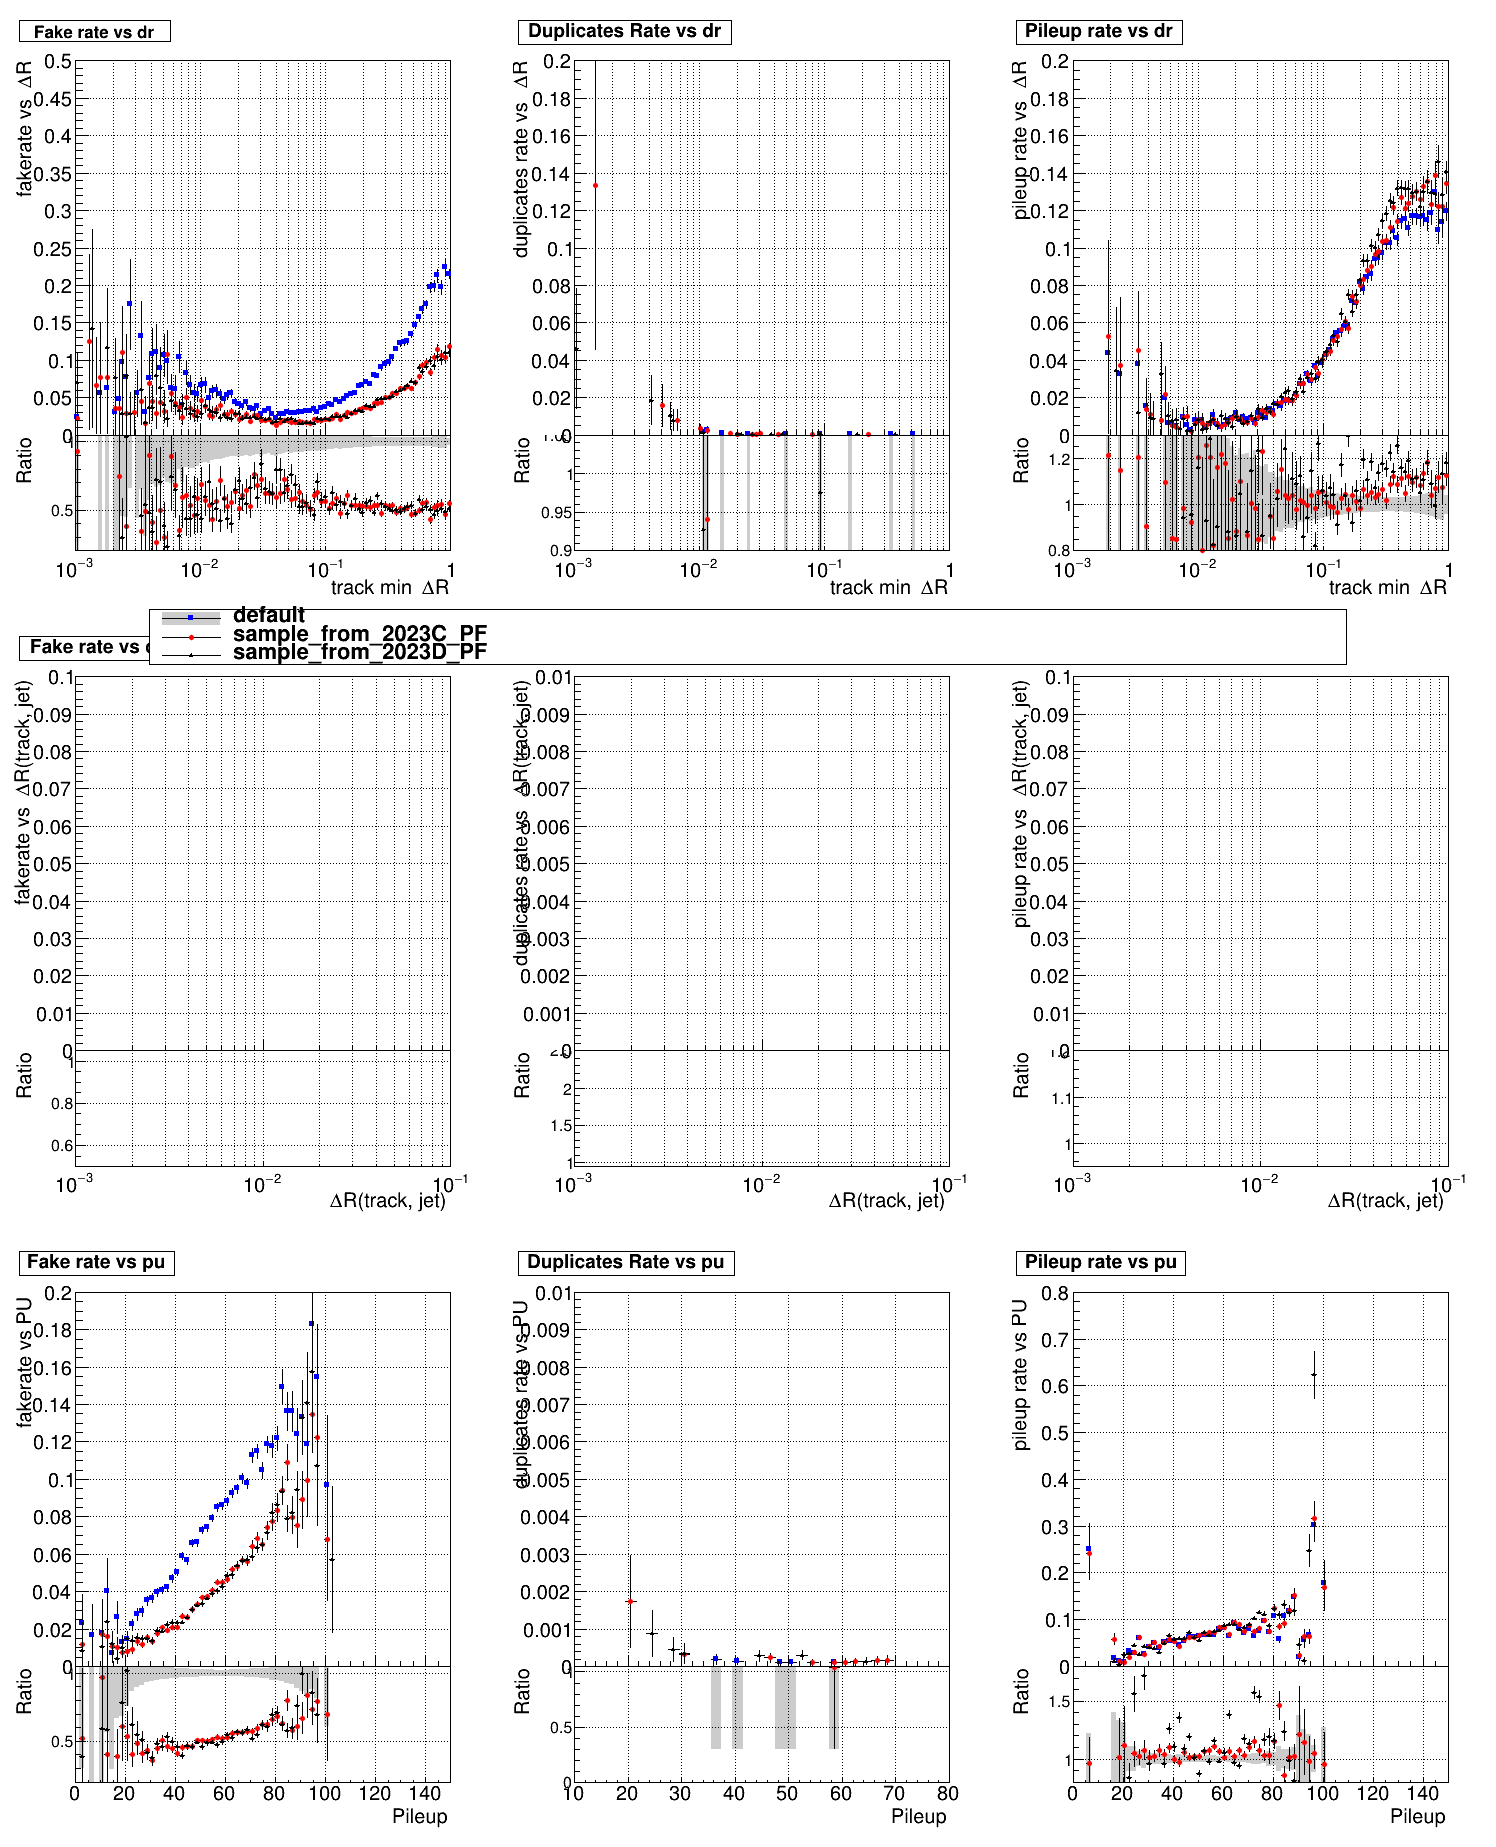 Fake rate vs dr
Duplicates Rate vs dr
Pileup rate vs dr
fakerate vs ΔR
0.5
0.45
0.4
0.35
0.3
0.25
0.2
0.15
0.1
0.05
0
Ratio
0.5
10⁻³ 10⁻² 10⁻¹ 1
track min ΔR
duplicates rate vs ΔR
0.2
0.18
0.16
0.14
0.12
0.1
0.08
0.06
0.04
0.02
0
Ratio
1
0.95
0.9
10⁻³ 10⁻² 10⁻¹ 1
track min ΔR
pileup rate vs ΔR
0.2
0.18
0.16
0.14
0.12
0.1
0.08
0.06
0.04
0.02
0
Ratio
1.2
1
0.8
10⁻³ 10⁻² 10⁻¹ 1
track min ΔR
default
sample_from_2023C_PF
sample_from_2023D_PF
Fake rate vs
fakerate vs ΔR(track, jet)
0.1
0.09
0.08
0.07
0.06
0.05
0.04
0.03
0.02
0.01
0
Ratio
1
0.8
0.6
10⁻³ 10⁻² 10⁻¹
ΔR(track, jet)
duplicates rate vs ΔR(track, jet)
0.01
0.009
0.008
0.007
0.006
0.005
0.004
0.003
0.002
0.001
0
Ratio
2
1.5
1
10⁻³ 10⁻² 10⁻¹
ΔR(track, jet)
pileup rate vs ΔR(track, jet)
0.1
0.09
0.08
0.07
0.06
0.05
0.04
0.03
0.02
0.01
0
Ratio
1.1
1
10⁻³ 10⁻² 10⁻¹
ΔR(track, jet)
Fake rate vs pu
Duplicates Rate vs pu
Pileup rate vs pu
fakerate vs PU
0.2
0.18
0.16
0.14
0.12
0.1
0.08
0.06
0.04
0.02
0
Ratio
0.5
0 20 40 60 80 100 120 140
Pileup
duplicates rate vs PU
0.01
0.009
0.008
0.007
0.006
0.005
0.004
0.003
0.002
0.001
Ratio
0.5
0
10 20 30 40 50 60 70 80
Pileup
pileup rate vs PU
0.8
0.7
0.6
0.5
0.4
0.3
0.2
0.1
0
Ratio
1.5
1
0 20 40 60 80 100 120 140
Pileup